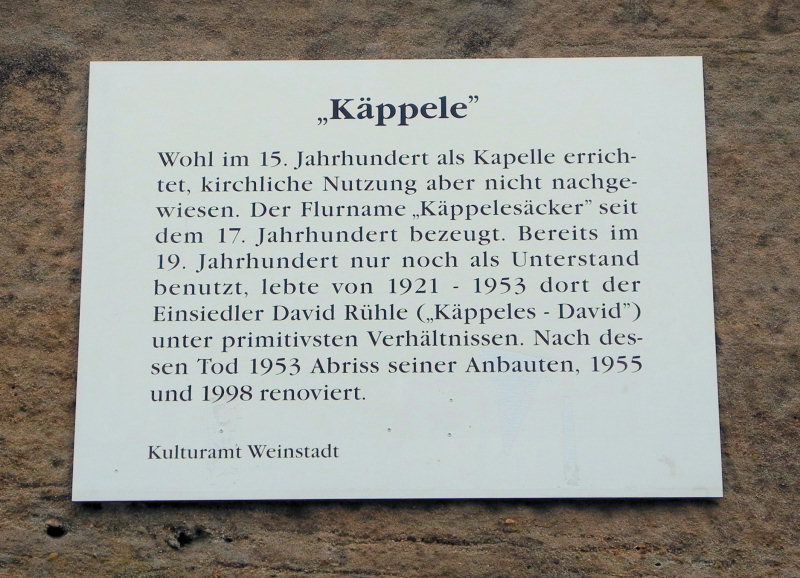 „Käppele”
Wohl im 15. Jahrhundert als Kapelle errich-
tet, kirchliche Nutzung aber nicht nachge-
wiesen. Der Flurname „Käppelesäcker” seit
dem 17. Jahrhundert bezeugt. Bereits im
19. Jahrhundert nur noch als Unterstand
benutzt, lebte von 1921 - 1953 dort der
Einsiedler David Rühle („Käppeles - David”)
unter primitivsten Verhältnissen. Nach des-
sen Tod 1953 Abriss seiner Anbauten, 1955
und 1998 renoviert.
Kulturamt Weinstadt